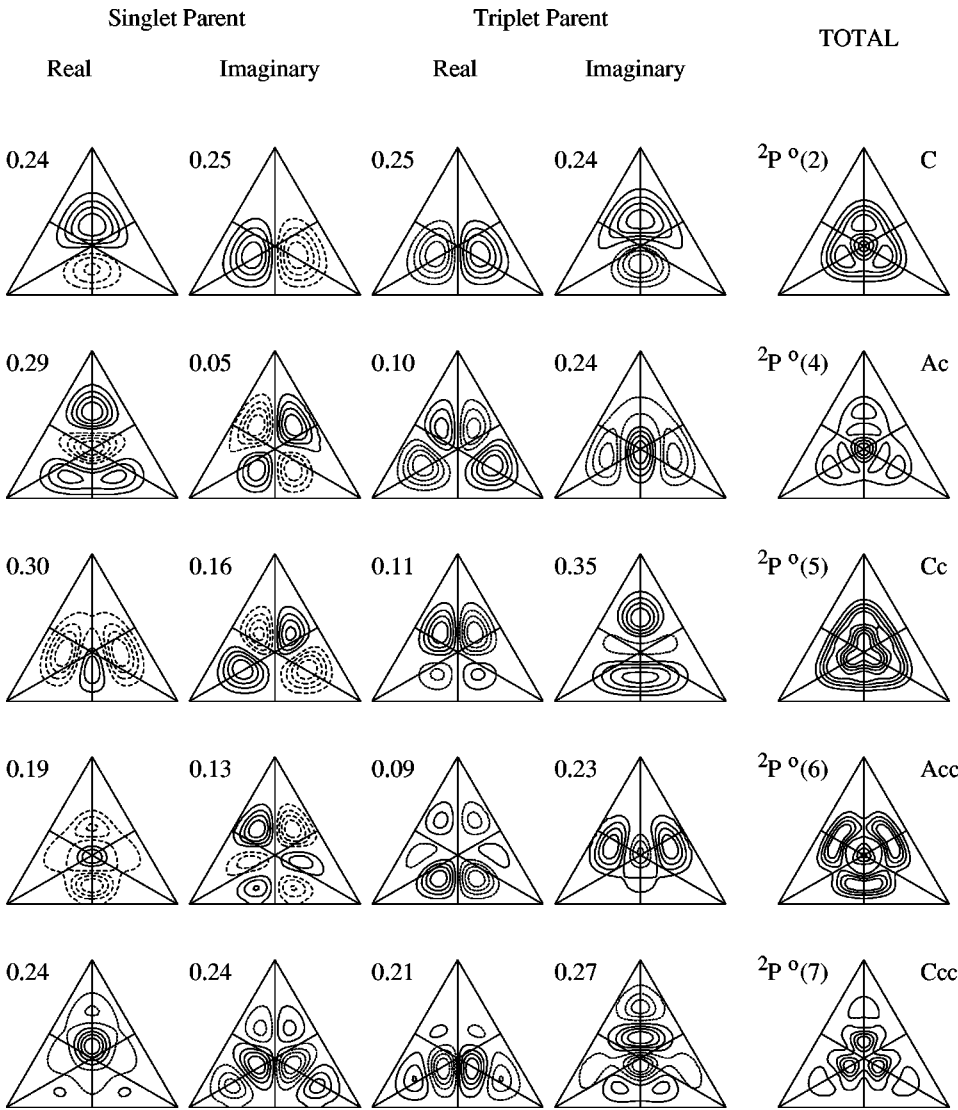 Singlet Parent Triplet Parent
TOTAL
Real Imaginary Real Imaginary
0.24 0.25 0.25 0.24 ²P ᵒ(2) C
0.29 0.05 0.10 0.24 ²P ᵒ(4) Ac
0.30 0.16 0.11 0.35 ²P ᵒ(5) Cc
0.19 0.13 0.09 0.23 ²P ᵒ(6) Acc
0.24 0.24 0.21 0.27 ²P ᵒ(7) Ccc